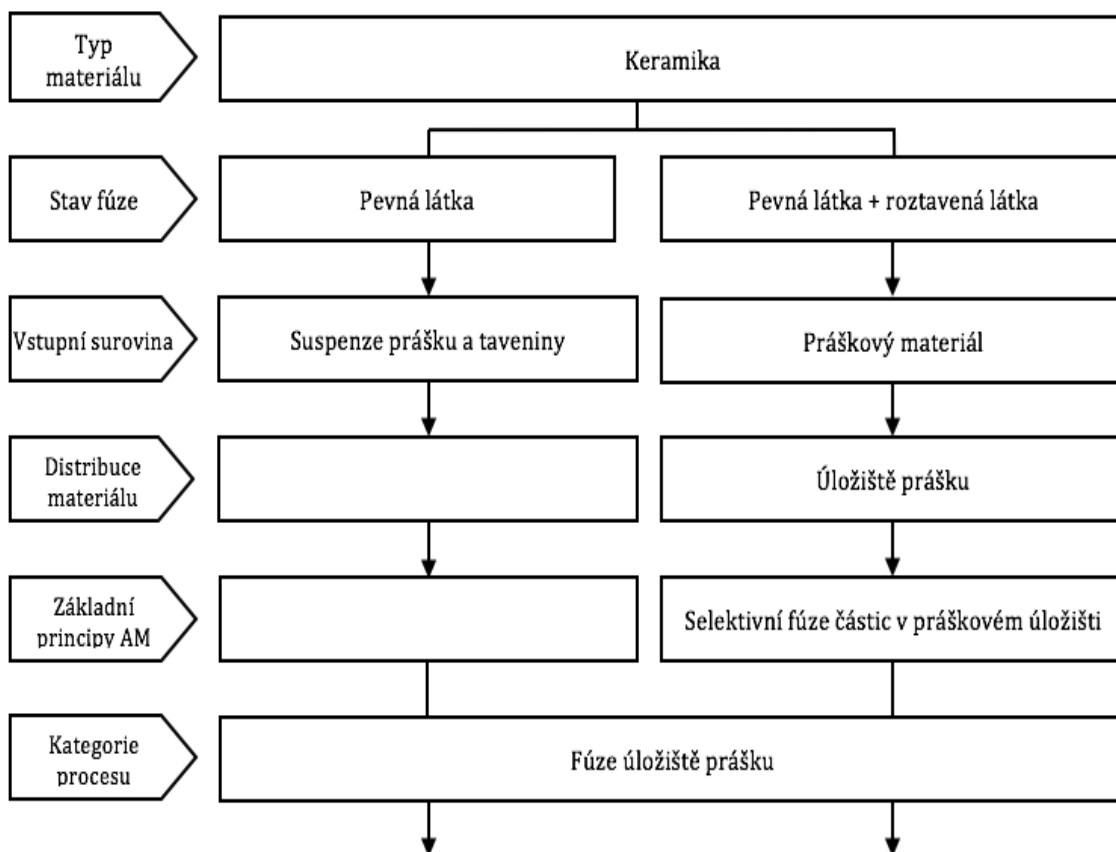 Typ
materiálu
Keramika
Stav fúze
Pevná látka
Pevná látka + roztavená látka
Vstupní surovina
Suspenze prášku a taveniny
Práškový materiál
Distribuce
materiálu
Úložiště prášku
Základní
principy AM
Selektivní fúze částic v práškovém úložišti
Kategorie
procesu
Fúze úložiště prášku